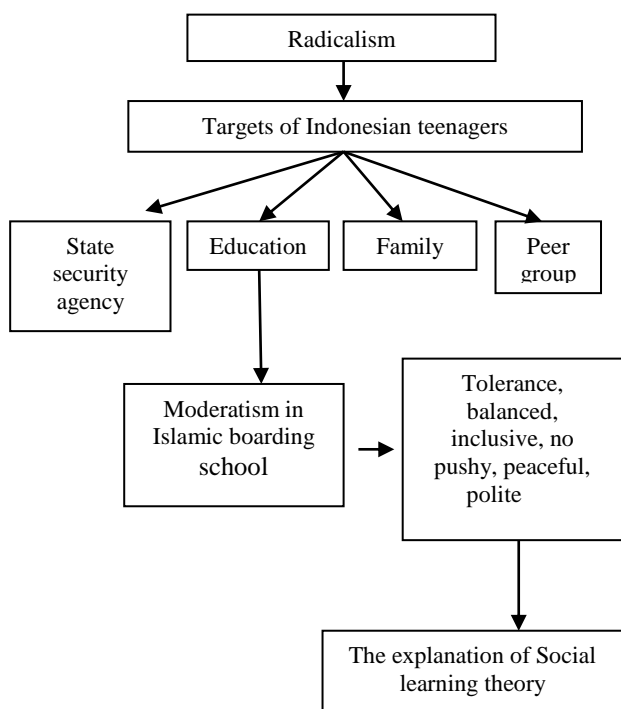 Radicalism
Targets of Indonesian teenagers
State
security
agency
Education
Family
Peer
group
Moderatism in
Islamic boarding
school
Tolerance,
balanced,
inclusive, no
pushy, peaceful,
polite
The explanation of Social
learning theory